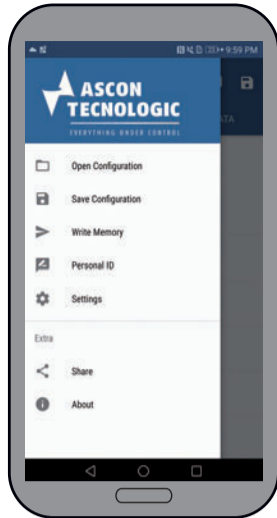 9:59 PM
ASCON
TECNOLOGIC
EVERYTHING UNDER CONTROL
ATA
Open Configuration
Save Configuration
Write Memory
Personal ID
Settings
Extra
Share
About